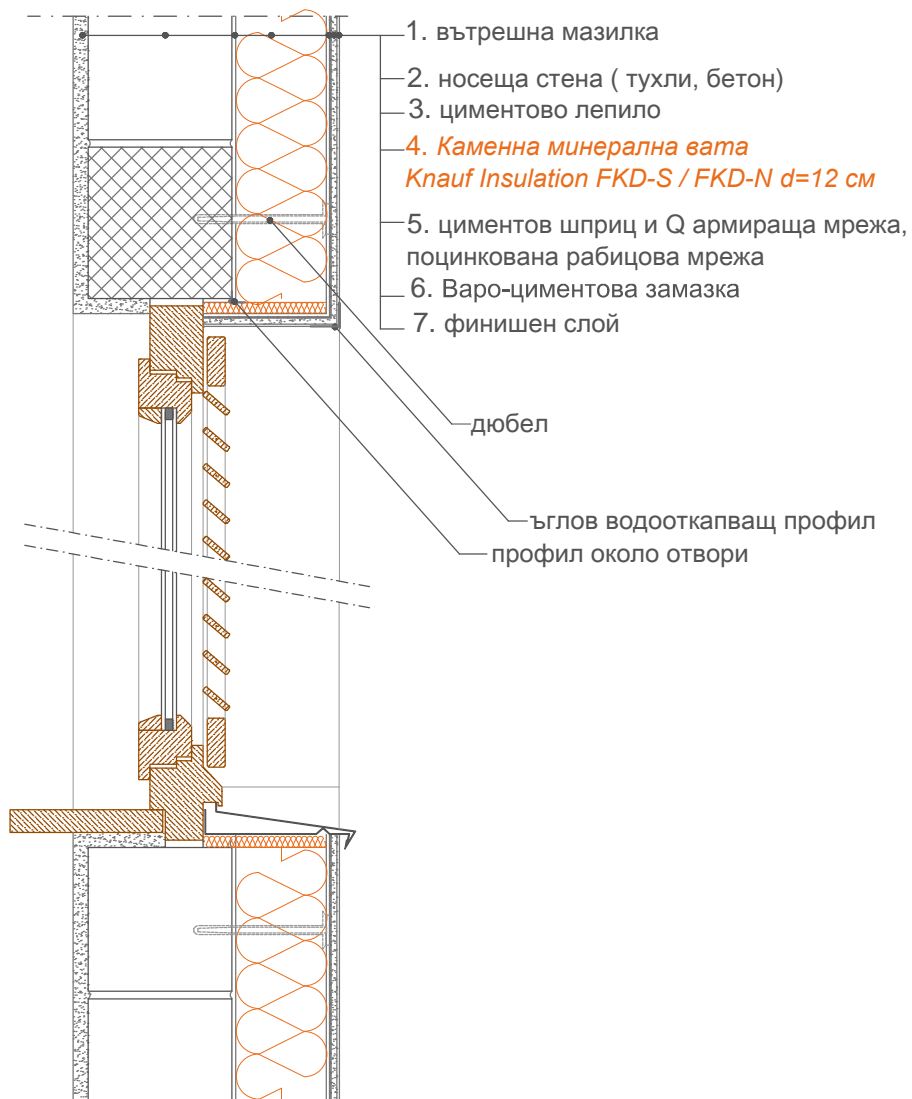 1. вътрешна мазилка
2. носеща стена ( тухли, бетон)
3. циментово лепило
4. Каменна минерална вата
Knauf Insulation FKD-S / FKD-N d=12 см
5. циментов шприц и Q армираща мрежа,
поцинкована рабицова мрежа
6. Варо-циментова замазка
7. финишен слой
дюбел
ъглов водооткапващ профил
профил около отвори